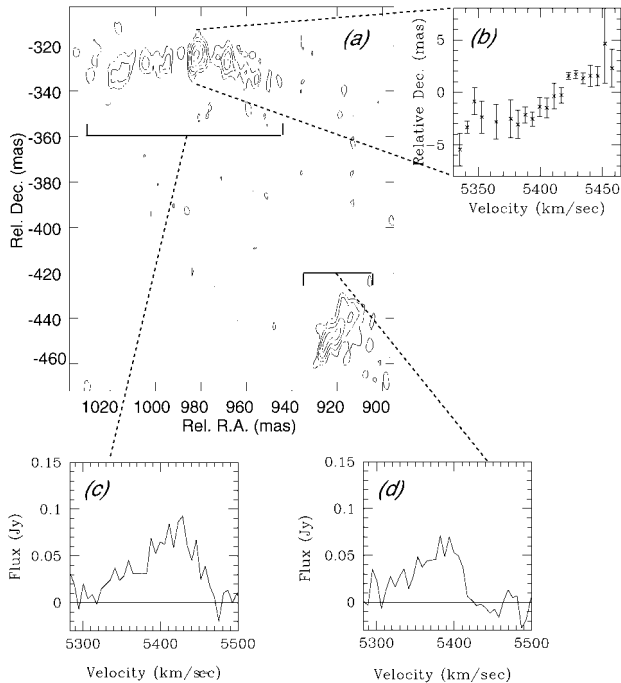 (a)
-320
-340
-360
-380
-400
-420
-440
-460
Rel. Dec. (mas)
1020 1000 980 960 940 920 900
Rel. R.A. (mas)
(b)
5
0
-5
Relative Dec. (mas)
5350 5400 5450
Velocity (km/sec)
(c)
0.15
0.1
0.05
0
Flux (Jy)
5300 5400 5500
Velocity (km/sec)
(d)
0.15
0.1
0.05
0
Flux (Jy)
5300 5400 5500
Velocity (km/sec)